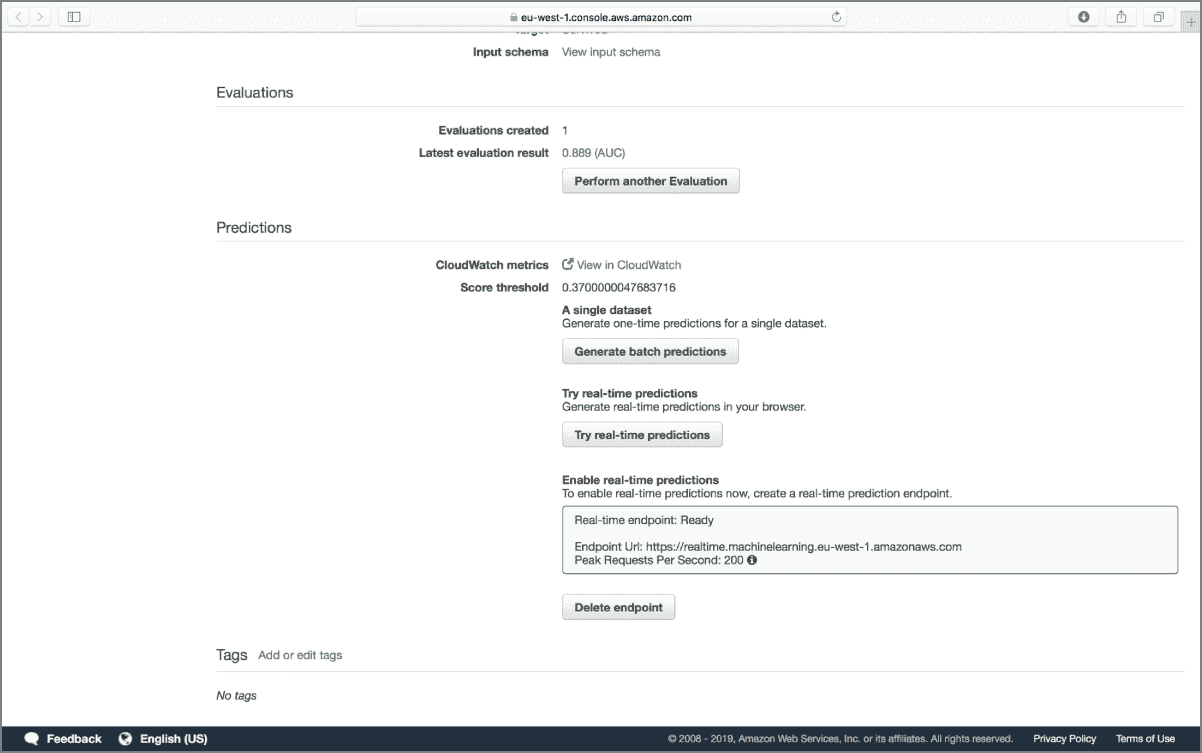 eu-west-1.console.aws.amazon.com
Input schema View input schema
Evaluations
Evaluations created 1
Latest evaluation result 0.889 (AUC)
Perform another Evaluation
Predictions
CloudWatch metrics View in CloudWatch
Score threshold 0.3700000047683716
A single dataset
Generate one-time predictions for a single dataset.
Generate batch predictions
Try real-time predictions
Generate real-time predictions in your browser.
Try real-time predictions
Enable real-time predictions
To enable real-time predictions now, create a real-time prediction endpoint.
Real-time endpoint: Ready
Endpoint Url: https://realtime.machinelearning.eu-west-1.amazonaws.com
Peak Requests Per Second: 200
Delete endpoint
Tags Add or edit tags
No tags
Feedback English (US) © 2008 - 2019, Amazon Web Services, Inc. or its affiliates. All rights reserved. Privacy Policy Terms of Use